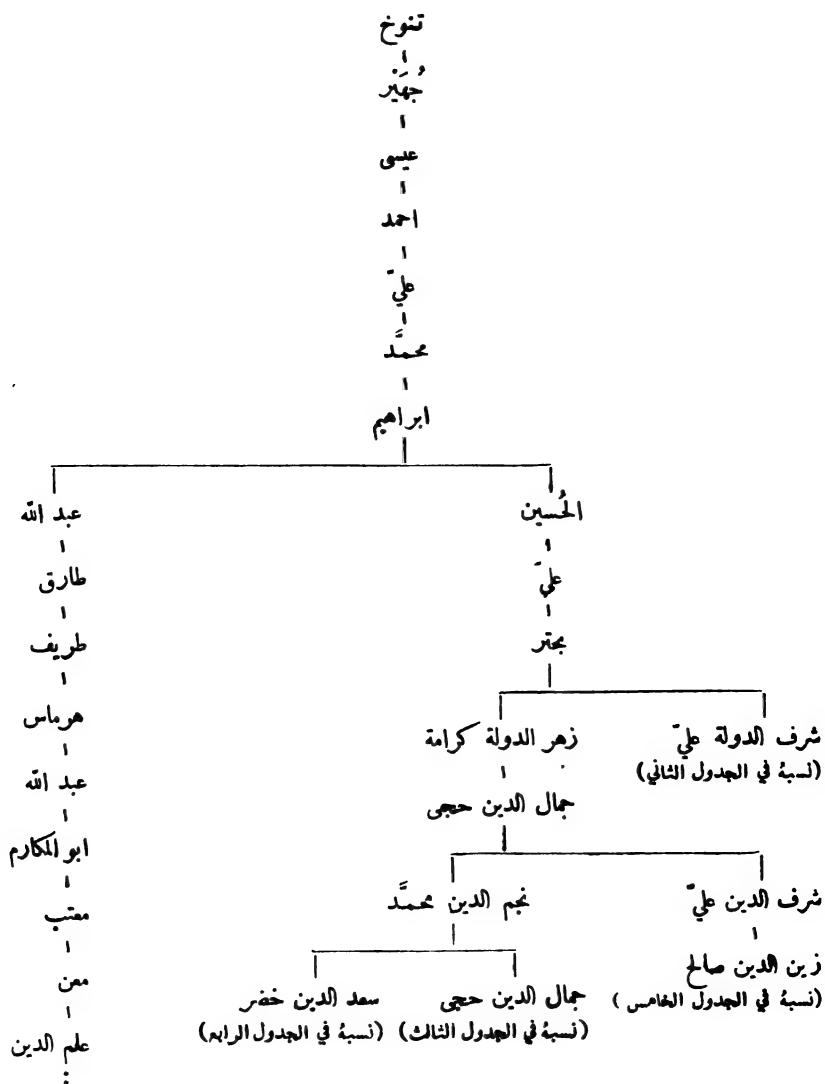 تنوخ
جُهَيْر
عيسى
احمد
عليّ
محمَّد
ابراهيم
الحُسين
عبد الله
عليّ
طارق
بحتر
طريف
هرماس
شرف الدولة عليّ
زهر الدولة كرامة
(نسبهُ في الجدول الثاني)
عبد الله
جمال الدين حجى
ابو المكارم
شرف الدين عليّ
نجم الدين محمَّد
معتب
زين الدين صالح
معن
(نسبهُ في الجدول الخامس)
جمال الدين حجى
سعد الدين خضر
(نسبهُ في الجدول الثالث)
(نسبهُ في الجدول الرابع)
علم الدين